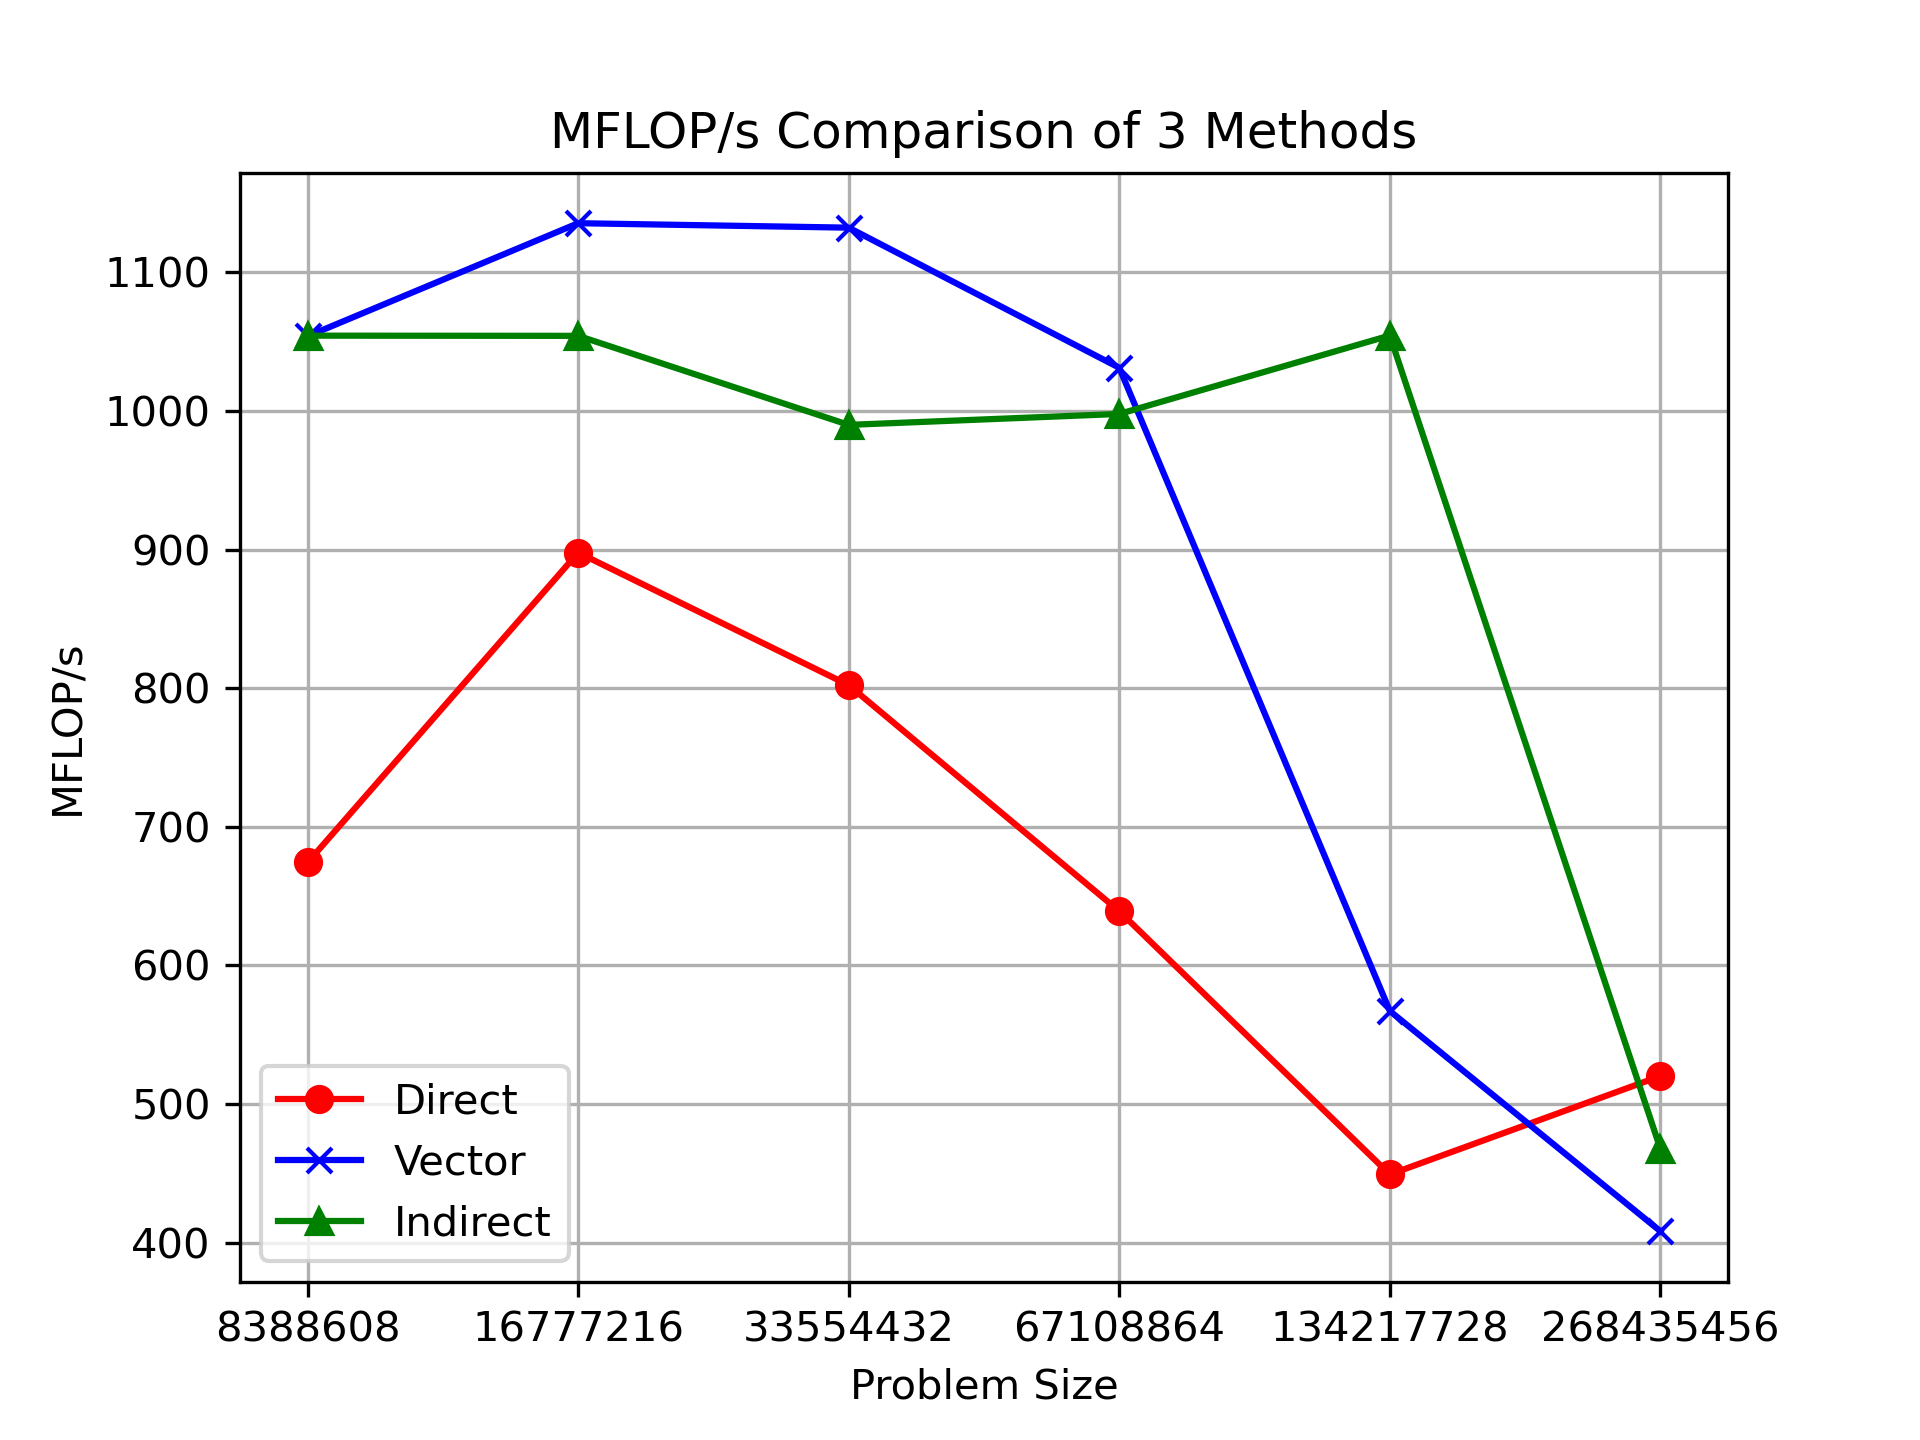 MFLOP/s Comparison of 3 Methods
MFLOP/s
1100
1000
900
800
700
600
500
400
Direct
Vector
Indirect
8388608 16777216 33554432 67108864 134217728 268435456
Problem Size